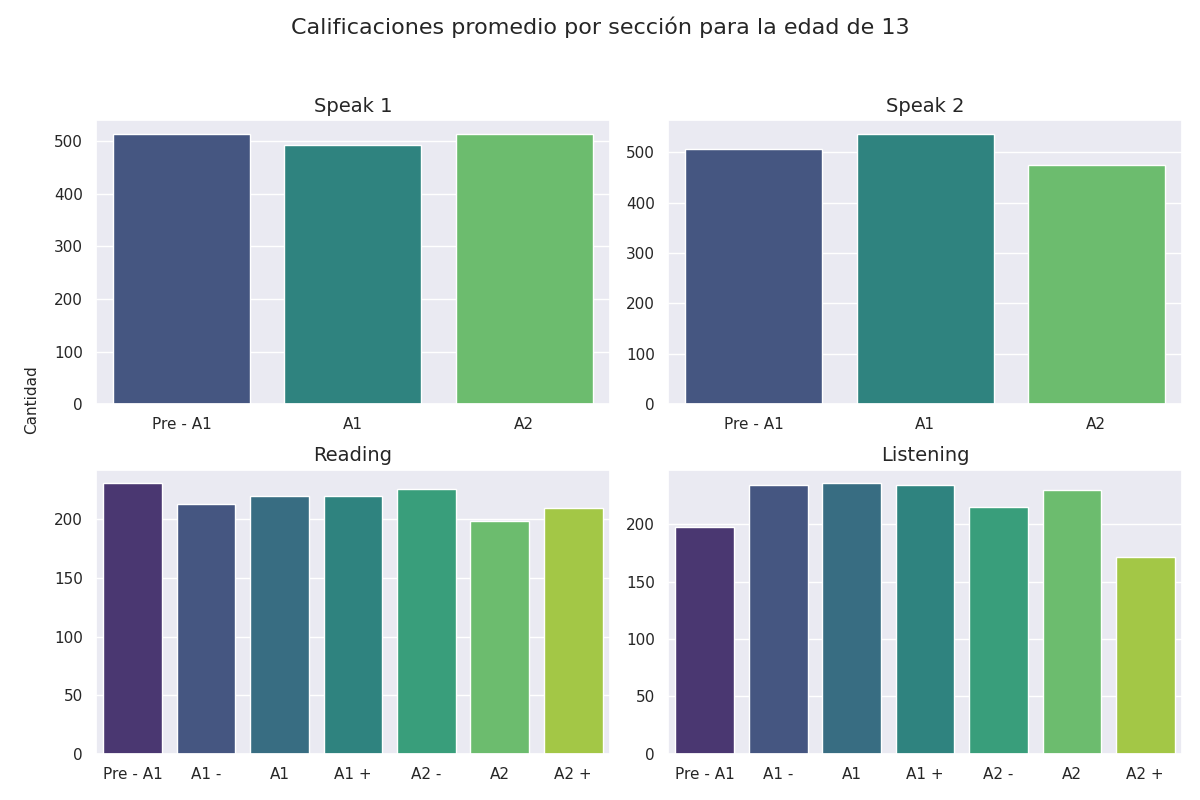 Calificaciones promedio por sección para la edad de 13
Speak 1
500
400
300
200
100
0
Pre - A1 A1 A2
Speak 2
500
400
300
200
100
0
Pre - A1 A1 A2
Cantidad
Reading
200
150
100
50
0
Pre - A1 A1 - A1 A1 + A2 - A2 A2 +
Listening
200
150
100
50
0
Pre - A1 A1 - A1 A1 + A2 - A2 A2 +